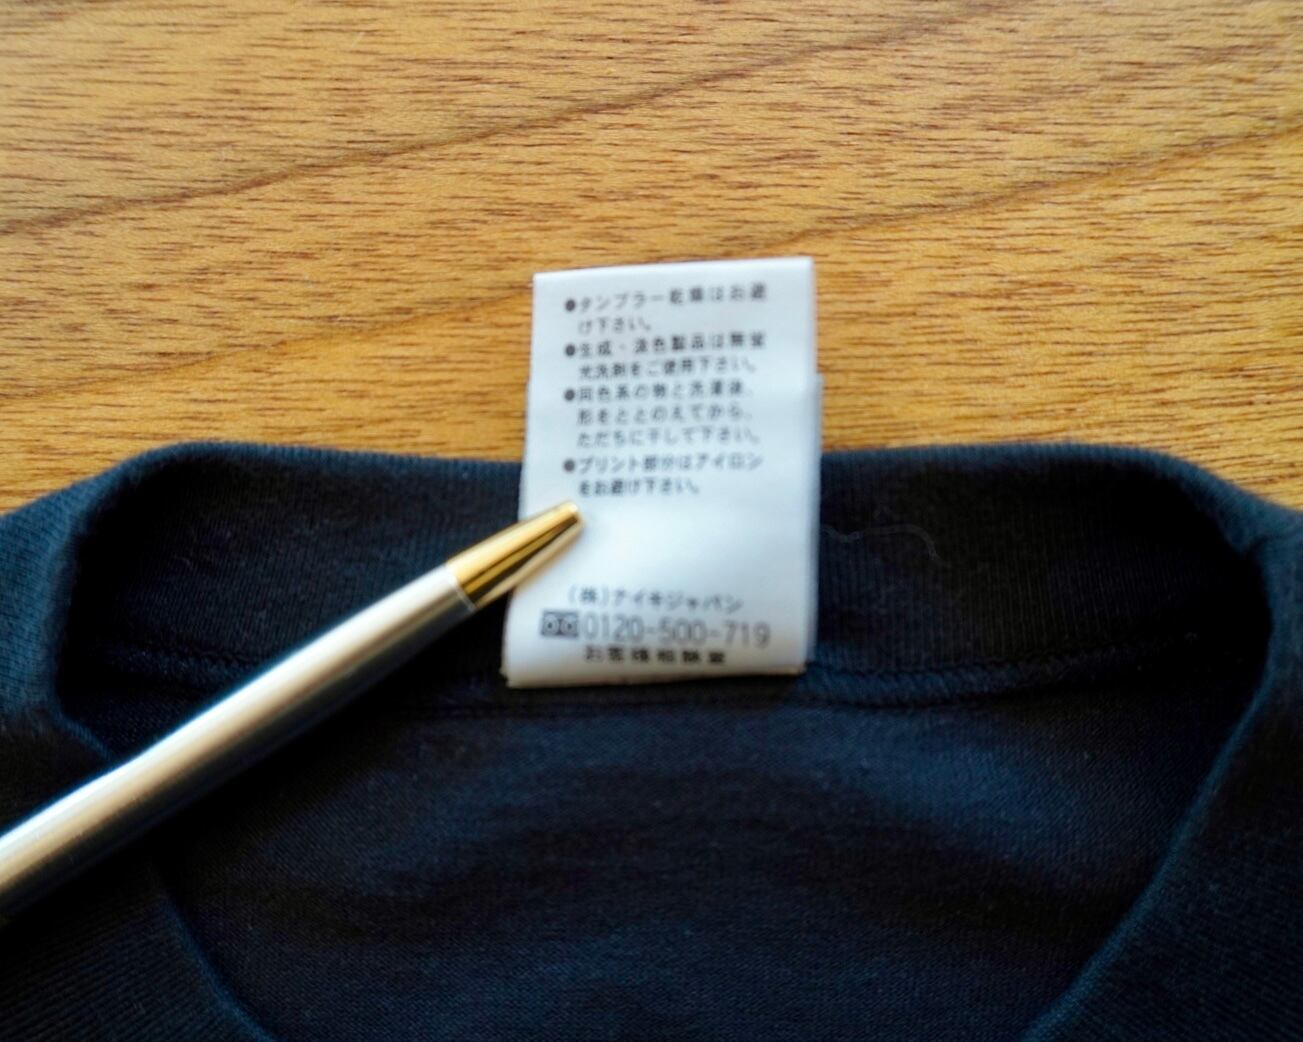 ●タンブラー乾燥はお避
け下さい。
●生成・淡色製品は無蛍
光洗剤をご使用下さい。
●同色系の物と洗濯後、
形をととのえてから、
ただちに干して下さい。
●プリント部分はアイロン
をお避け下さい。
(株)ナイキジャパン
0120-500-719
お客様相談室